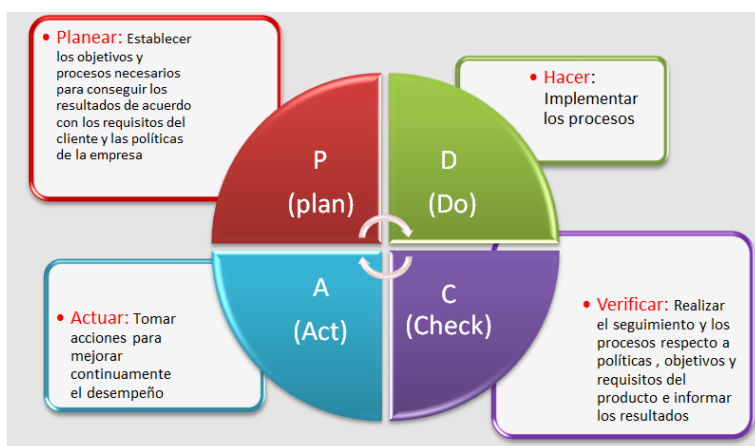 • Planear: Establecer
los objetivos y
procesos necesarios
para conseguir los
resultados de acuerdo
con los requisitos del
cliente y las políticas
de la empresa
P
(plan)
D
(Do)
• Hacer:
Implementar
los procesos
• Actuar: Tomar
acciones para
mejorar
continuamente
el desempeño
A
(Act)
C
(Check)
• Verificar: Realizar
el seguimiento y los
procesos respecto a
políticas , objetivos y
requisitos del
producto e informar
los resultados